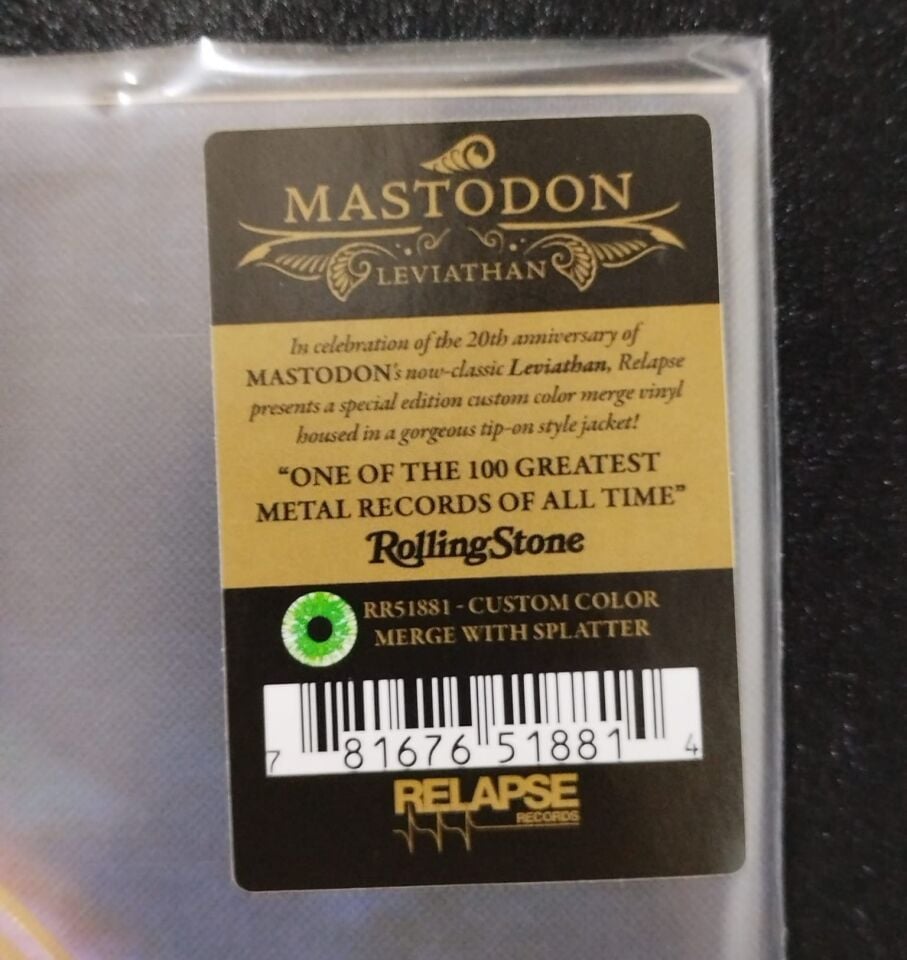 MASTODON
LEVIATHAN
In celebration of the 20th anniversary of
MASTODON's now-classic Leviathan, Relapse
presents a special edition custom color merge vinyl
housed in a gorgeous tip-on style jacket!
“ONE OF THE 100 GREATEST
METAL RECORDS OF ALL TIME”
RollingStone
RR51881 - CUSTOM COLOR
MERGE WITH SPLATTER
7 81676 51881 4
RELAPSE
RECORDS